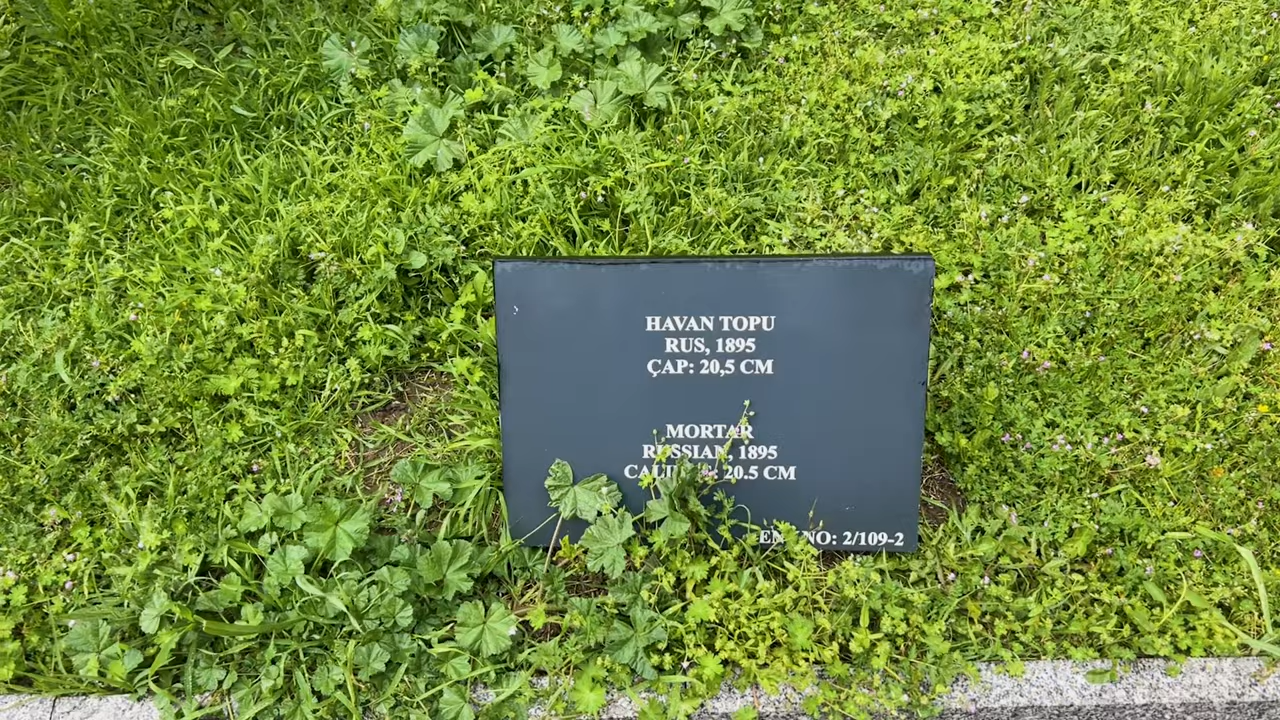 HAVAN TOPU
RUS, 1895
ÇAP: 20,5 CM
MORTAR
RUSSIAN, 1895
20.5 CM
NO: 2/109-2